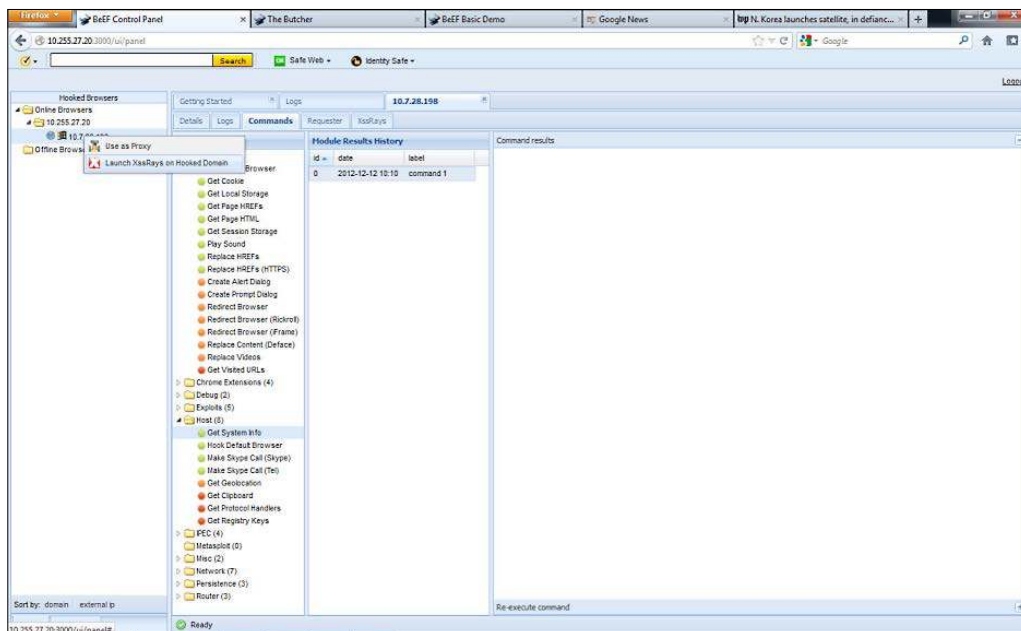 Firefox
BeEF Control Panel
The Butcher
BeEF Basic Demo
Google News
N. Korea launches satellite, in defianc...
10.255.27.20:3000/ui/panel
Google
Search
Safe Web
Identity Safe
Hooked Browsers
Online Browsers
10.255.27.20
Offline
Use as Proxy
Launch XssRays on Hooked Domain
Sort by: domain external ip
10.255.27.20:3000/ui/panel#
Getting Started
Logs
10.7.28.198
Details
Logs
Commands
Requester
XssRays
Browser
Get Cookie
Get Local Storage
Get Page HREFs
Get Page HTML
Get Session Storage
Play Sound
Replace HREFs
Replace HREFs (HTTPS)
Create Alert Dialog
Create Prompt Dialog
Redirect Browser
Redirect Browser (Rickroll)
Redirect Browser (iFrame)
Replace Content (Deface)
Replace Videos
Get Visited URLs
Chrome Extensions (4)
Debug (2)
Exploits (5)
Host (8)
Get System Info
Hook Default Browser
Make Skype Call (Skype)
Make Skype Call (Tel)
Get Geolocation
Get Clipboard
Get Protocol Handlers
Get Registry Keys
IPEC (4)
Metasploit (0)
Misc (2)
Network (7)
Persistence (3)
Router (3)
Module Results History
id date label
0 2012-12-12 10:10 command 1
Command results
Re-execute command
Ready